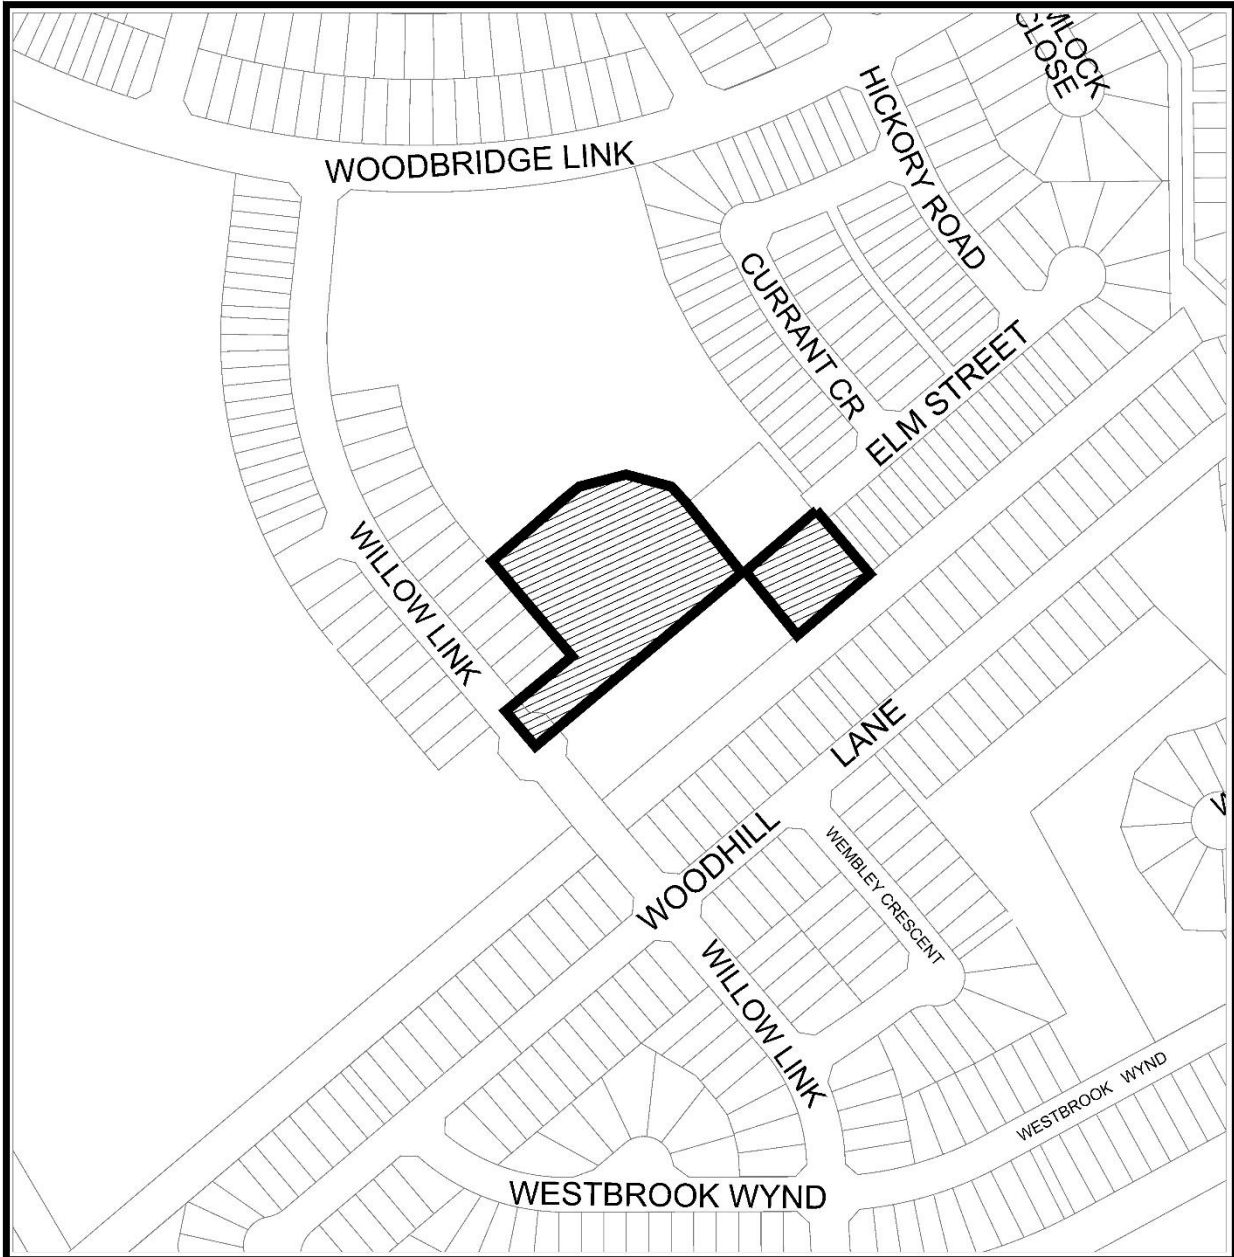 MLOCK
CLOSE
HICKORY ROAD
WOODBRIDGE LINK
CURRANT CR
ELM STREET
WILLOW LINK
LANE
WOODHILL
WEMBLEY CRESCENT
WILLOW LINK
WESTBROOK WYND
WESTBROOK WYND